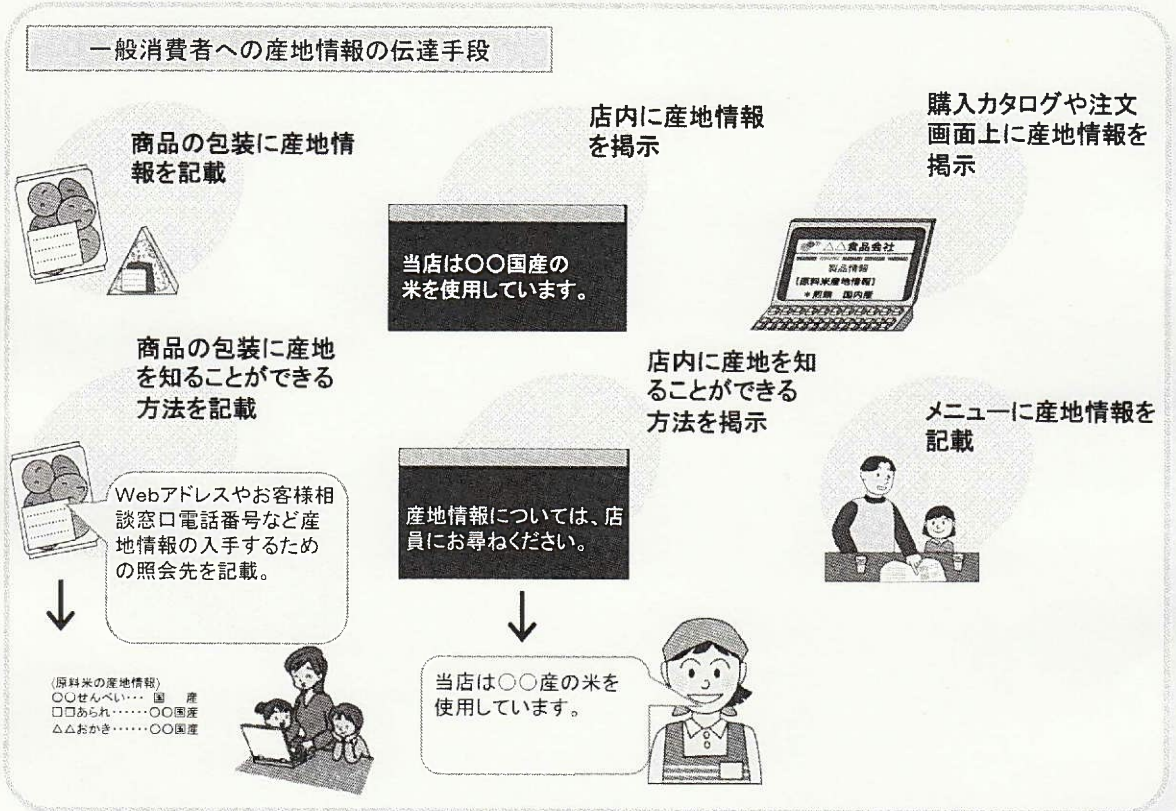 一般消費者への産地情報の伝達手段
商品の包装に産地情
報を記載
店内に産地情報
を掲示
購入カタログや注文
画面上に産地情報を
掲示
当店は〇〇国産の
米を使用しています。
△△食品会社
製品情報
[原料米産地情報]
*煎餅 国内産
商品の包装に産地
を知ることができる
方法を記載
店内に産地を知
ることができる
方法を掲示
メニューに産地情報を
記載
Webアドレスやお客様相
談窓口電話番号など産
地情報の入手するため
の照会先を記載。
産地情報については、店
員にお尋ねください。
(原料米の産地情報)
〇〇せんべい・・・ 国 産
□□あられ・・・・・・〇〇国産
△△おかき・・・・・・〇〇国産
当店は〇〇産の米を
使用しています。